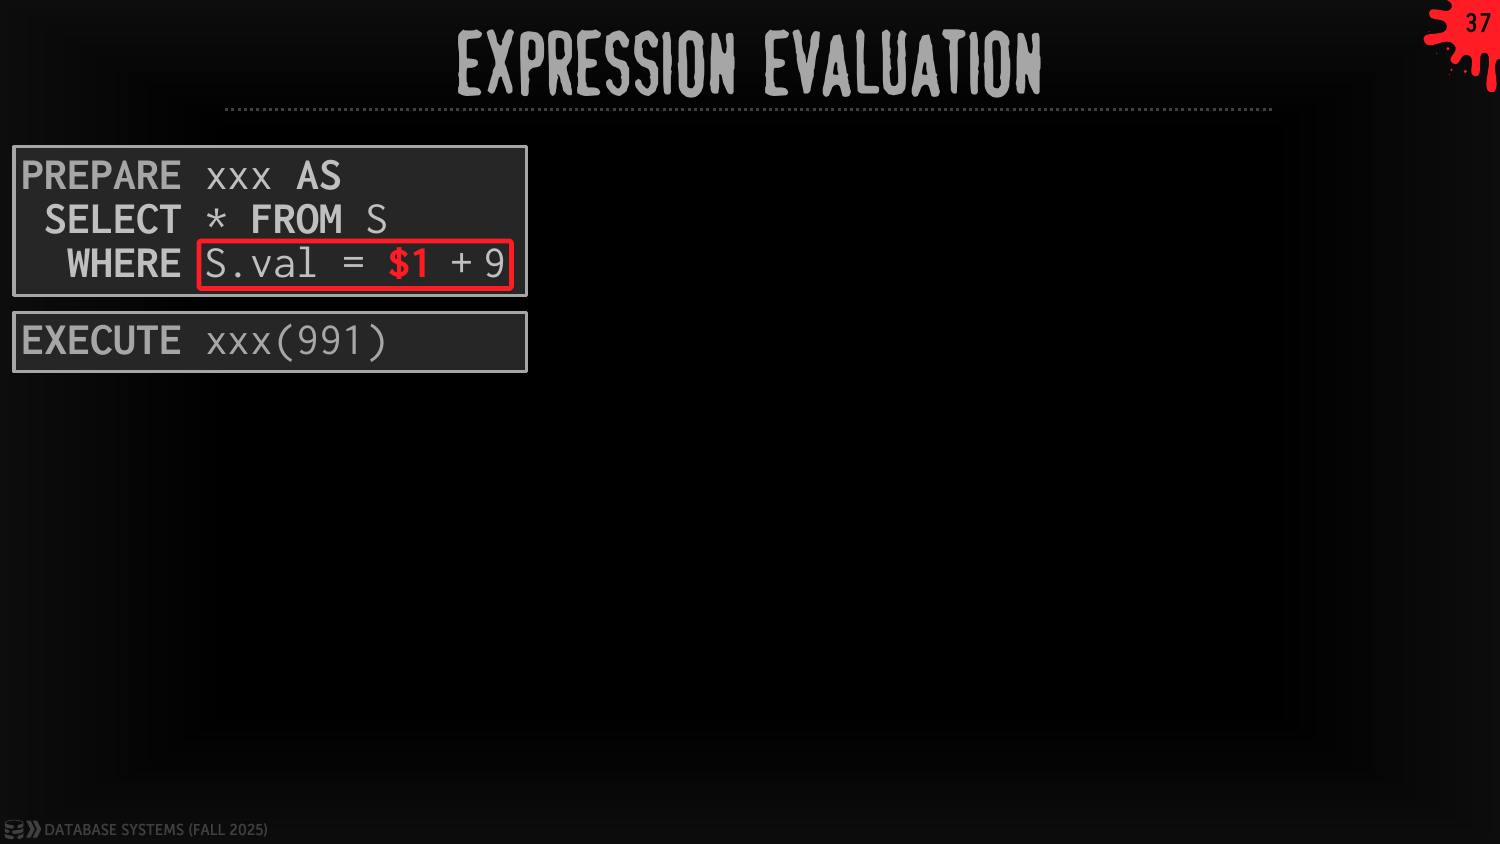 37
EXPRESSION EVALUATION
PREPARE xxx AS
SELECT * FROM S
WHERE S.val = $1 + 9
EXECUTE xxx(991)
DATABASE SYSTEMS (FALL 2025)